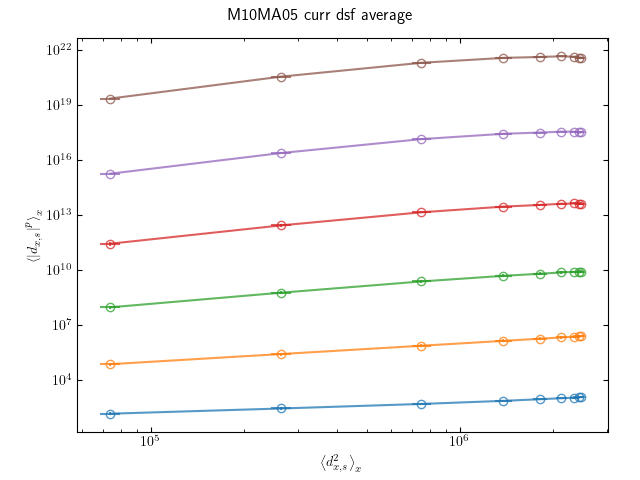 M10MA05 curr dsf average
10^{22}
10^{19}
10^{16}
10^{13}
10^{10}
10^{7}
10^{4}
⟨|d_{x,s}|^p⟩_x
10^5 10^6
⟨d^2_{x,s}⟩_x